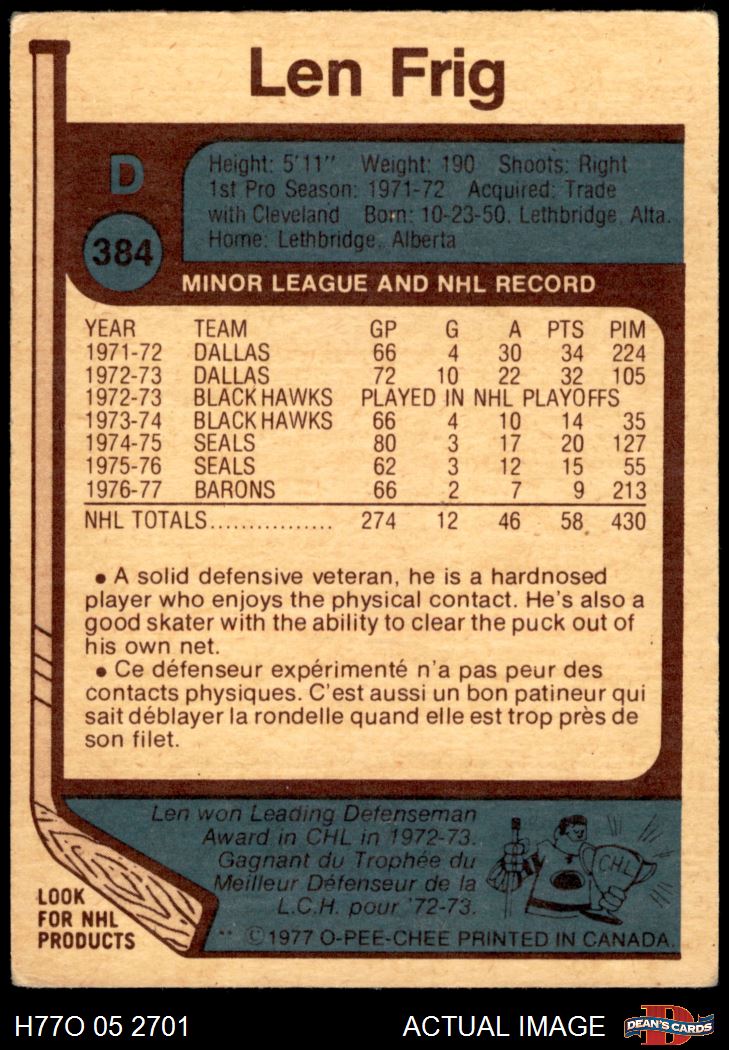 Len Frig
D
384
Height: 5'11" Weight: 190 Shoots: Right
1st Pro Season: 1971-72 Acquired: Trade
with Cleveland Born: 10-23-50. Lethbridge, Alta.
Home: Lethbridge, Alberta
MINOR LEAGUE AND NHL RECORD
YEAR TEAM GP G A PTS PIM
1971-72 DALLAS 66 4 30 34 224
1972-73 DALLAS 72 10 22 32 105
1972-73 BLACK HAWKS PLAYED IN NHL PLAYOFFS
1973-74 BLACK HAWKS 66 4 10 14 35
1974-75 SEALS 80 3 17 20 127
1975-76 SEALS 62 3 12 15 55
1976-77 BARONS 66 2 7 9 213
NHL TOTALS................ 274 12 46 58 430
• A solid defensive veteran, he is a hardnosed
player who enjoys the physical contact. He's also a
good skater with the ability to clear the puck out of
his own net.
• Ce défenseur expérimenté n'a pas peur des
contacts physiques. C'est aussi un bon patineur qui
sait déblayer la rondelle quand elle est trop près de
son filet.
Len won Leading Defenseman
Award in CHL in 1972-73.
Gagnant du Trophée du
Meilleur Défenseur de la
L.C.H. pour '72-73.
CHL
LOOK
FOR NHL
PRODUCTS
** ©1977 O-PEE-CHEE PRINTED IN CANADA.
H77O 05 2701 ACTUAL IMAGE
D
DEAN'S CARDS